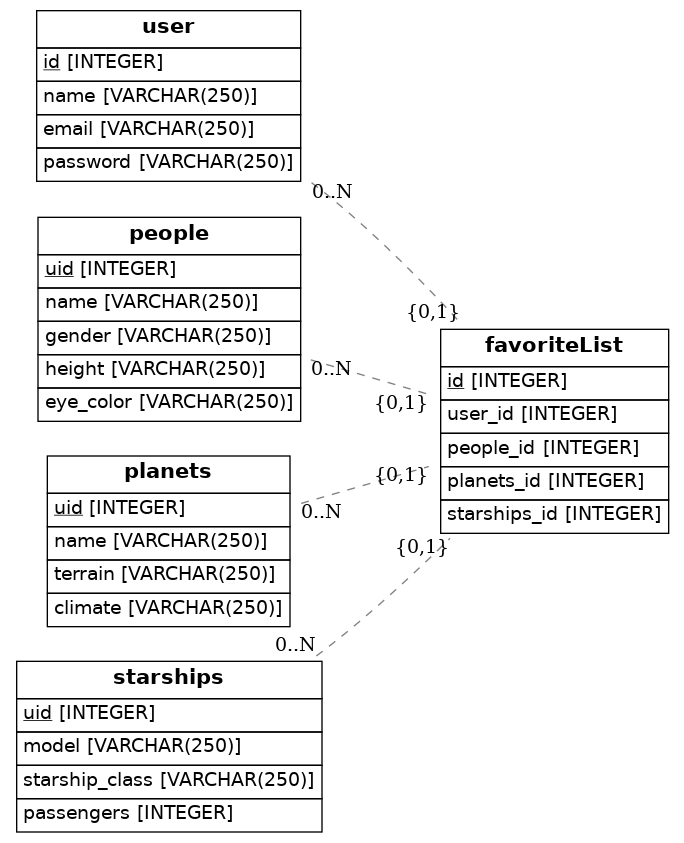 user
id [INTEGER]
name [VARCHAR(250)]
email [VARCHAR(250)]
password [VARCHAR(250)]
0..N
people
uid [INTEGER]
name [VARCHAR(250)]
gender [VARCHAR(250)]
height [VARCHAR(250)]
eye_color [VARCHAR(250)]
0..N
planets
uid [INTEGER]
name [VARCHAR(250)]
terrain [VARCHAR(250)]
climate [VARCHAR(250)]
0..N
starships
uid [INTEGER]
model [VARCHAR(250)]
starship_class [VARCHAR(250)]
passengers [INTEGER]
0..N
{0,1}
{0,1}
{0,1}
{0,1}
favoriteList
id [INTEGER]
user_id [INTEGER]
people_id [INTEGER]
planets_id [INTEGER]
starships_id [INTEGER]